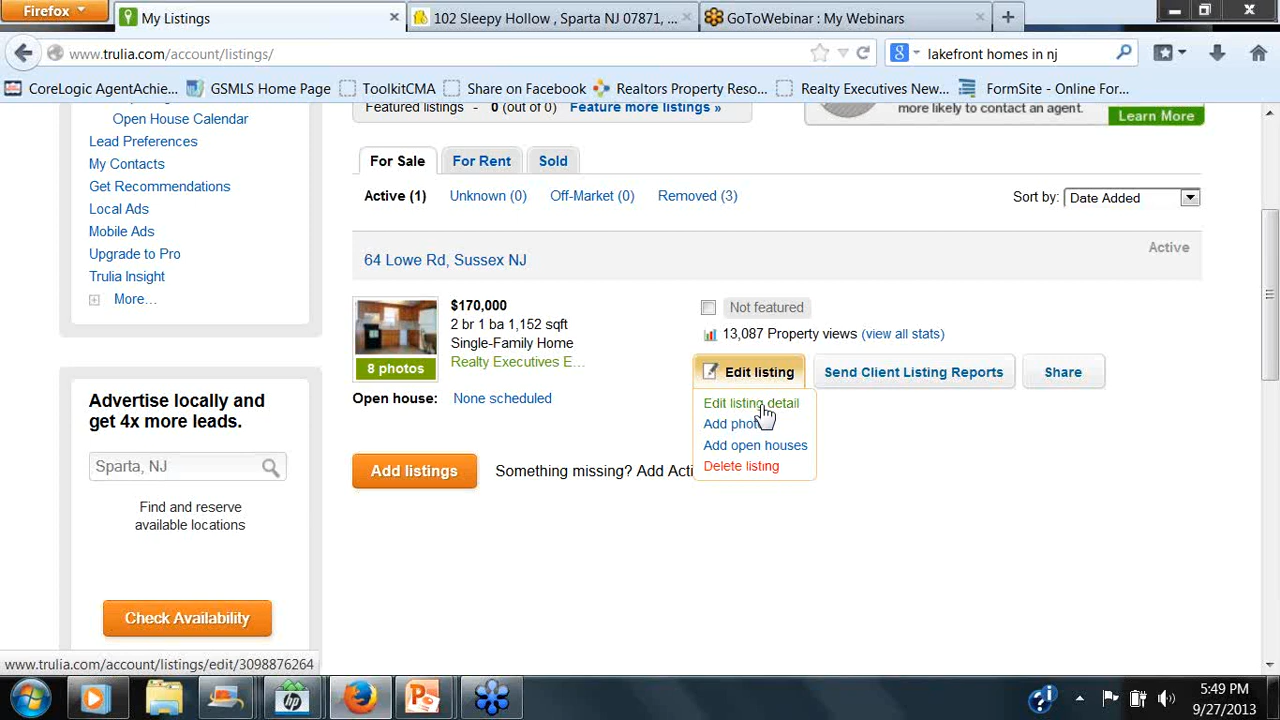 Firefox
My Listings
102 Sleepy Hollow , Sparta NJ 07871, ...
GoToWebinar : My Webinars
www.trulia.com/account/listings/
lakefront homes in nj
CoreLogic AgentAchie...
GSMLS Home Page
ToolkitCMA
Share on Facebook
Realtors Property Reso...
Realty Executives New...
FormSite - Online For...
Open House Calendar
Lead Preferences
My Contacts
Get Recommendations
Local Ads
Mobile Ads
Upgrade to Pro
Trulia Insight
More...
Advertise locally and
get 4x more leads.
Sparta, NJ
Find and reserve
available locations
Check Availability
Featured listings - 0 (out of 0) Feature more listings »
more likely to contact an agent.
Learn More
For Sale
For Rent
Sold
Active (1)
Unknown (0)
Off-Market (0)
Removed (3)
Sort by:
Date Added
64 Lowe Rd, Sussex NJ
Active
8 photos
$170,000
2 br 1 ba 1,152 sqft
Single-Family Home
Realty Executives E...
Open house: None scheduled
Not featured
13,087 Property views (view all stats)
Edit listing
Send Client Listing Reports
Share
Edit listing detail
Add
Add open houses
Delete listing
Add listings
Something missing? Add
www.trulia.com/account/listings/edit/3098876264
5:49 PM
9/27/2013